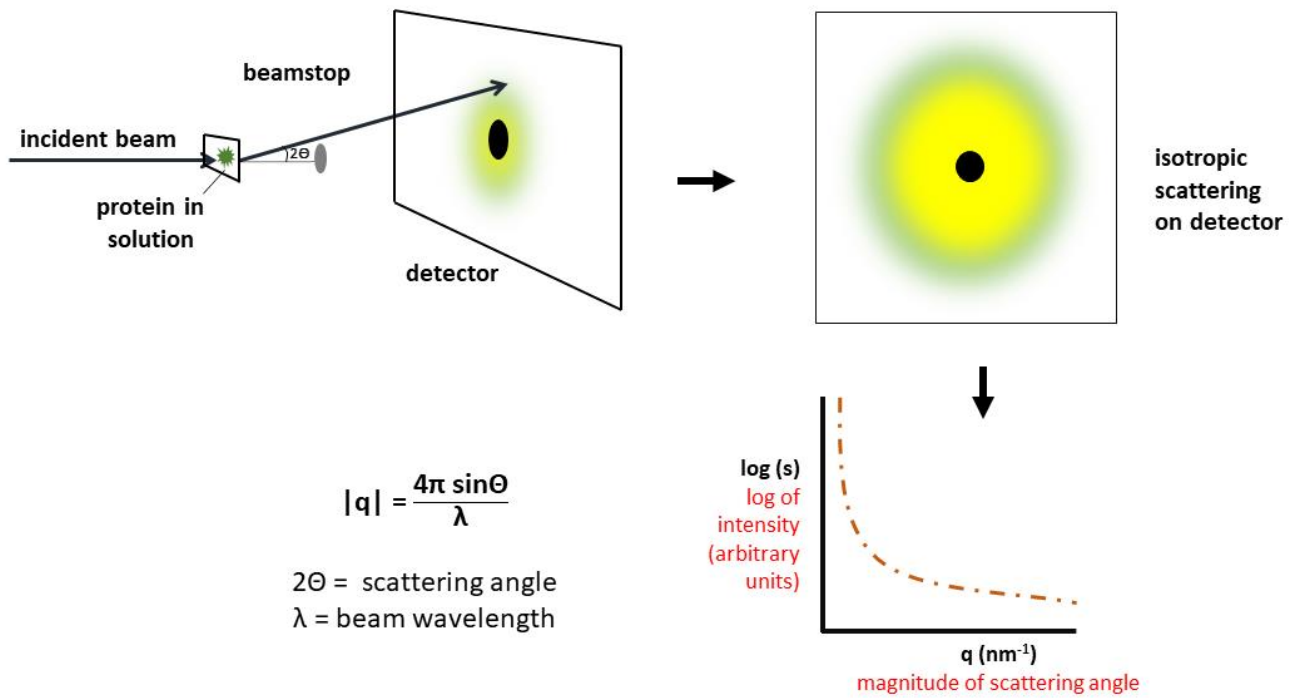 beamstop
incident beam
2Θ
protein in
solution
detector
isotropic
scattering
on detector
|q| = 4π sinΘ
λ
2Θ = scattering angle
λ = beam wavelength
log (s)
log of
intensity
(arbitrary
units)
q (nm⁻¹)
magnitude of scattering angle